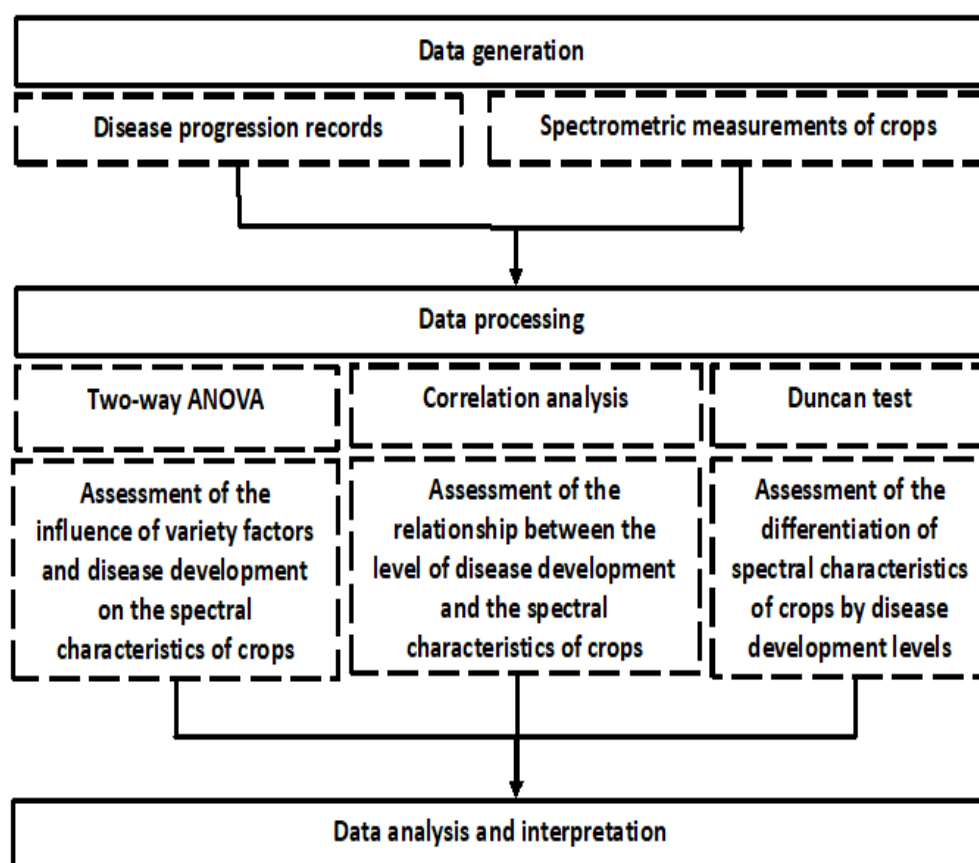 Data generation
Disease progression records
Spectrometric measurements of crops
Data processing
Two-way ANOVA
Correlation analysis
Duncan test
Assessment of the
influence of variety factors
and disease development
on the spectral
characteristics of crops
Assessment of the
relationship between the
level of disease development
and the spectral
characteristics of crops
Assessment of the
differentiation of
spectral characteristics
of crops by disease
development levels
Data analysis and interpretation